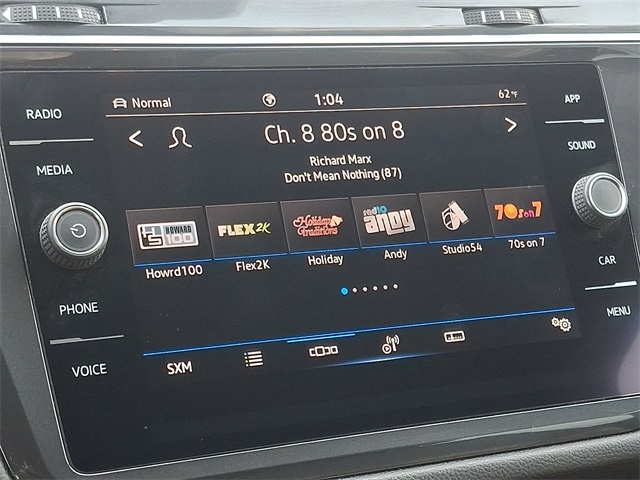 RADIO
MEDIA
PHONE
VOICE
Normal
1:04
62°F
Ch. 8 80s on 8
Richard Marx
Don't Mean Nothing (87)
HOWARD 100
FLEX2K
Holiday Traditions
radio andy
70s on 7
Howrd100
Flex2K
Holiday
Andy
Studio54
70s on 7
SXM
APP
SOUND
CAR
MENU